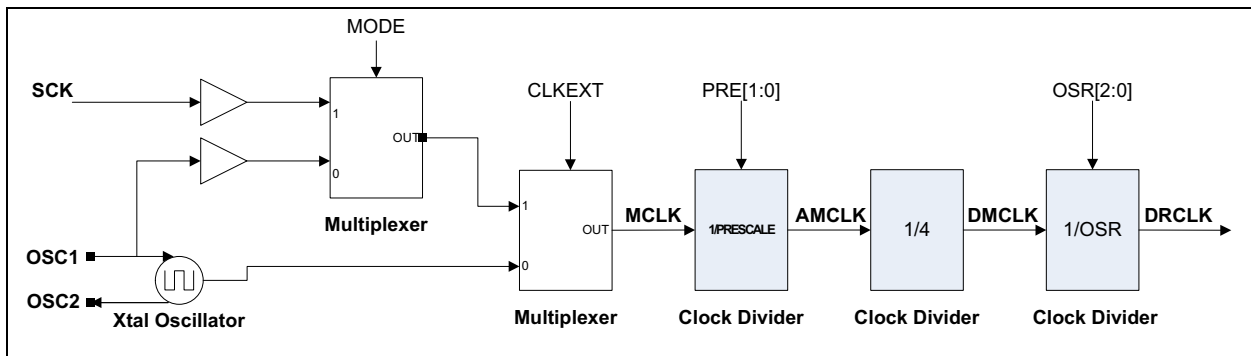 MODE
SCK
CLKEXT
PRE[1:0]
OSR[2:0]
1
OUT
0
Multiplexer
1
OUT
0
MCLK
1/PRESCALE
AMCLK
1/4
DMCLK
1/OSR
DRCLK
OSC1
OSC2
Xtal Oscillator
Multiplexer
Clock Divider
Clock Divider
Clock Divider